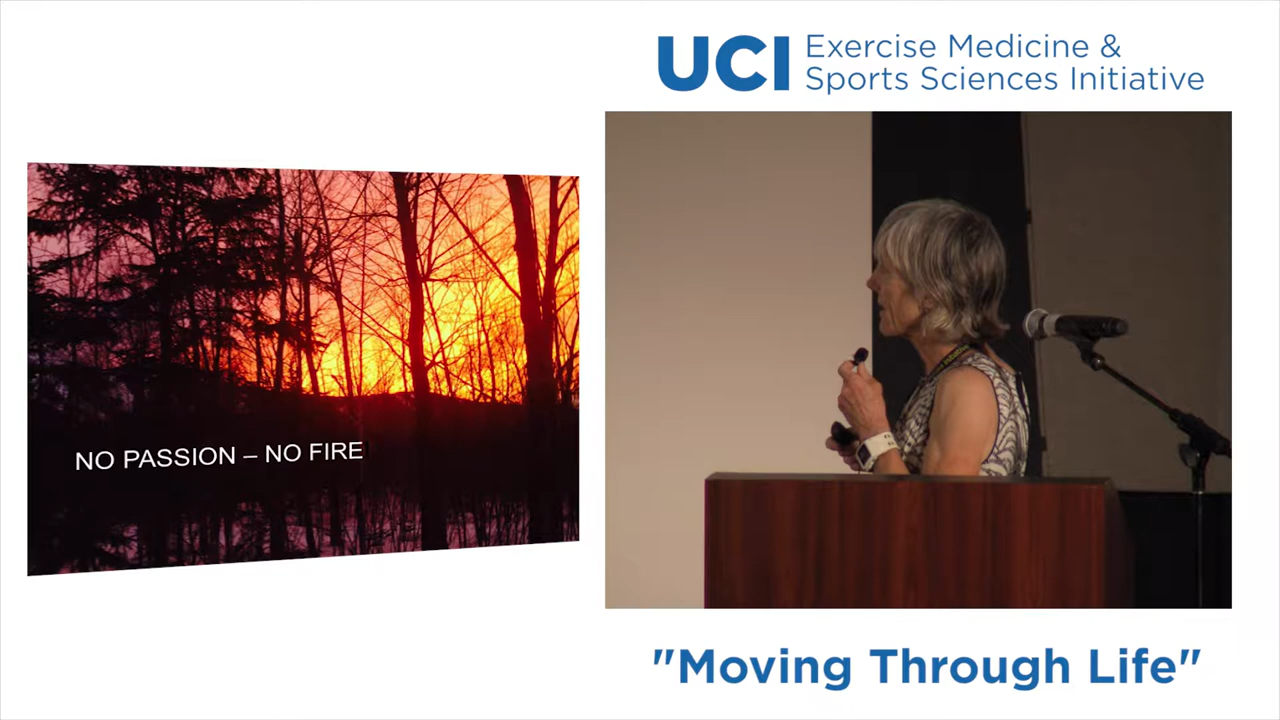 UCI Exercise Medicine &
Sports Sciences Initiative
NO PASSION – NO FIRE
"Moving Through Life"